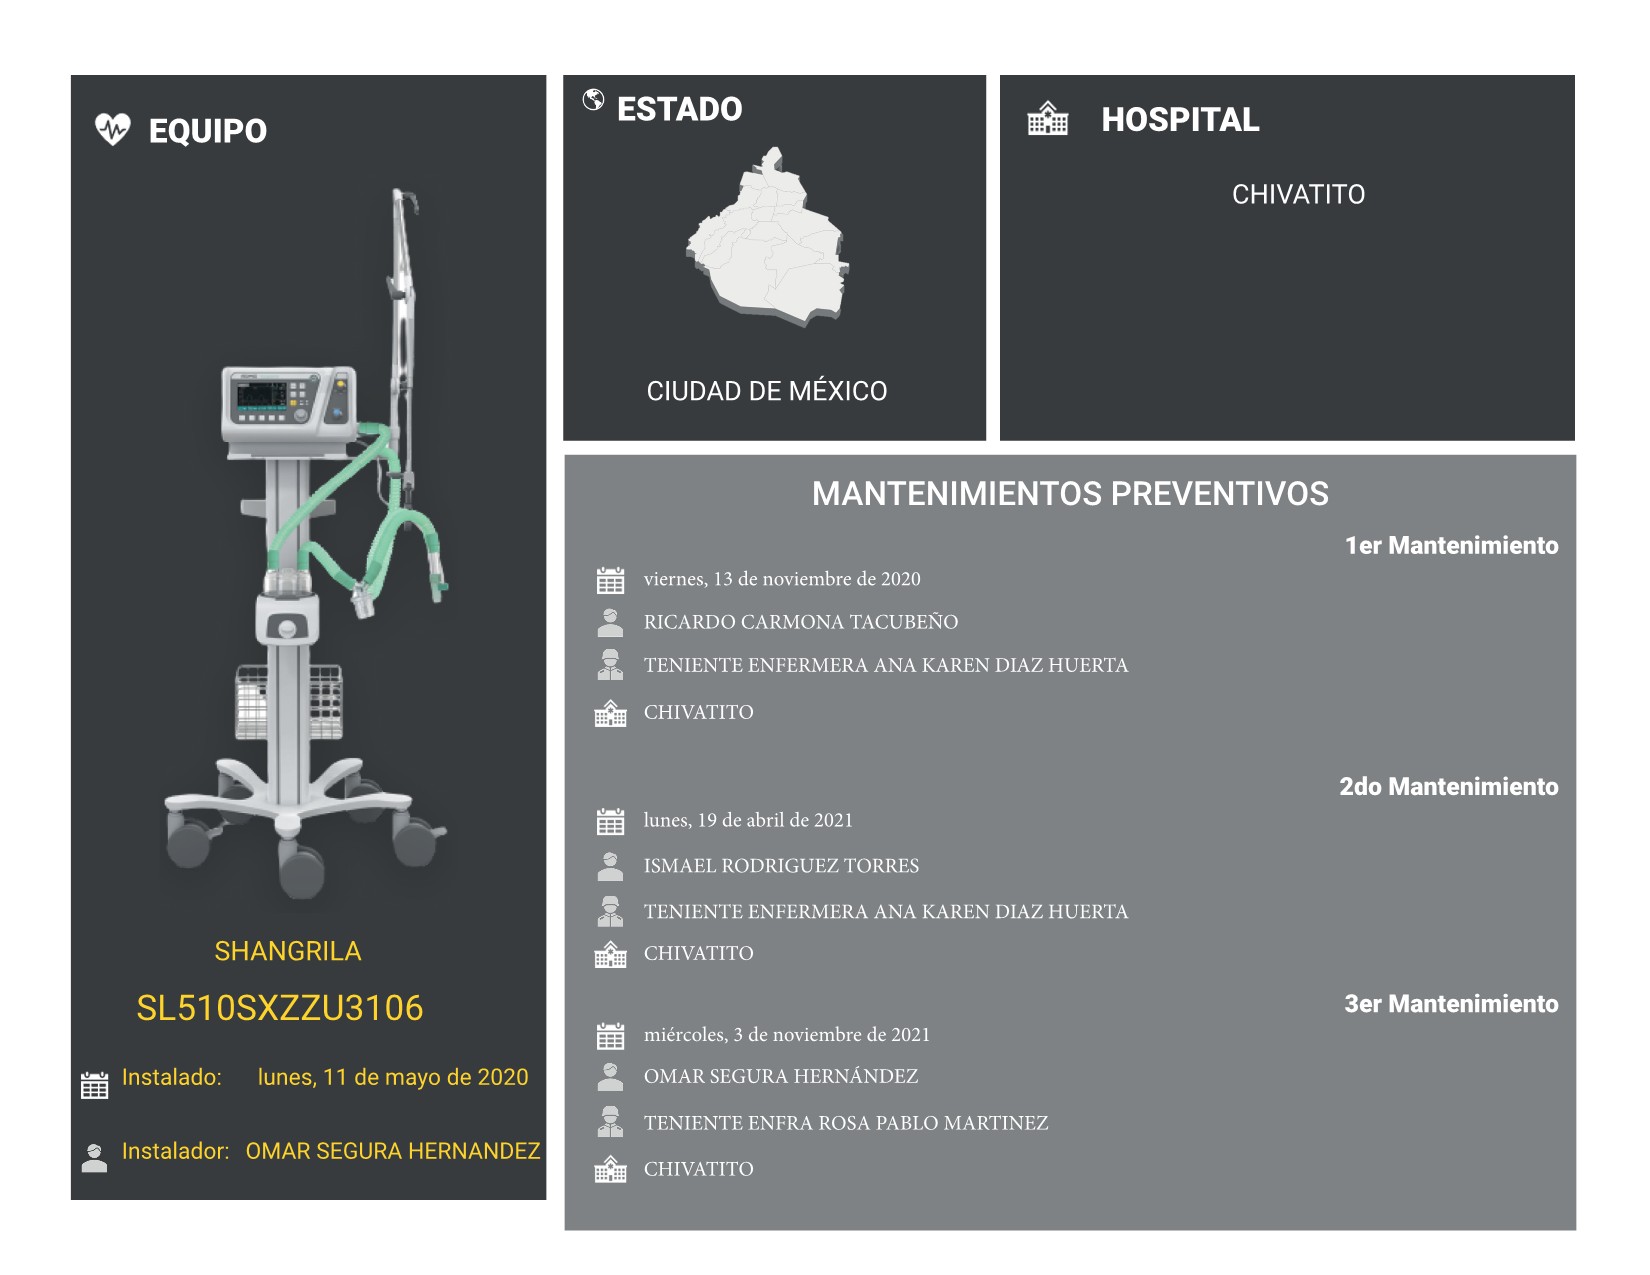 EQUIPO
SHANGRILA
SL510SXZZU3106
Instalado: lunes, 11 de mayo de 2020
Instalador: OMAR SEGURA HERNANDEZ
ESTADO
CIUDAD DE MÉXICO
HOSPITAL
CHIVATITO
MANTENIMIENTOS PREVENTIVOS
1er Mantenimiento
viernes, 13 de noviembre de 2020
RICARDO CARMONA TACUBEÑO
TENIENTE ENFERMERA ANA KAREN DIAZ HUERTA
CHIVATITO
2do Mantenimiento
lunes, 19 de abril de 2021
ISMAEL RODRIGUEZ TORRES
TENIENTE ENFERMERA ANA KAREN DIAZ HUERTA
CHIVATITO
3er Mantenimiento
miércoles, 3 de noviembre de 2021
OMAR SEGURA HERNÁNDEZ
TENIENTE ENFRA ROSA PABLO MARTINEZ
CHIVATITO